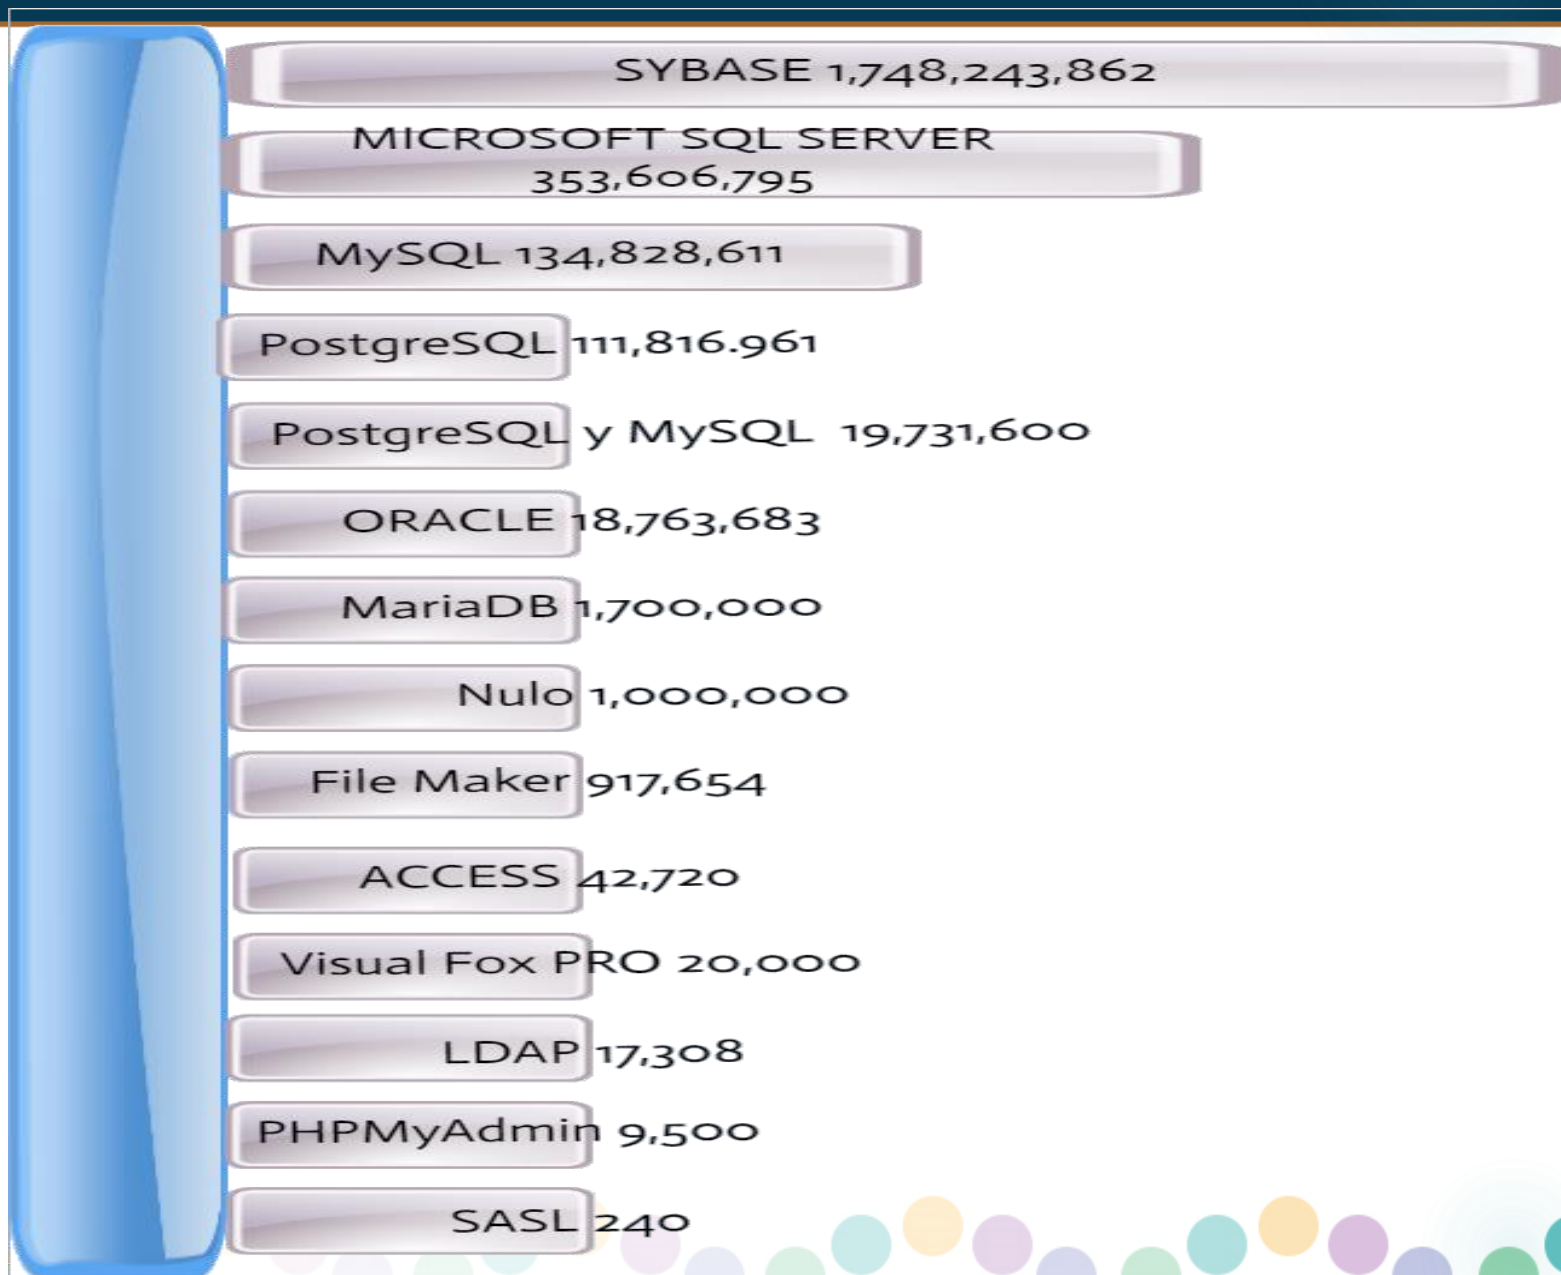 SYBASE 1,748,243,862
MICROSOFT SQL SERVER
353,606,795
MySQL 134,828,611
PostgreSQL 111,816.961
PostgreSQL y MySQL 19,731,600
ORACLE 18,763,683
MariaDB 1,700,000
Nulo 1,000,000
File Maker 917,654
ACCESS 42,720
Visual Fox PRO 20,000
LDAP 17,308
PHPMyAdmin 9,500
SASL 240